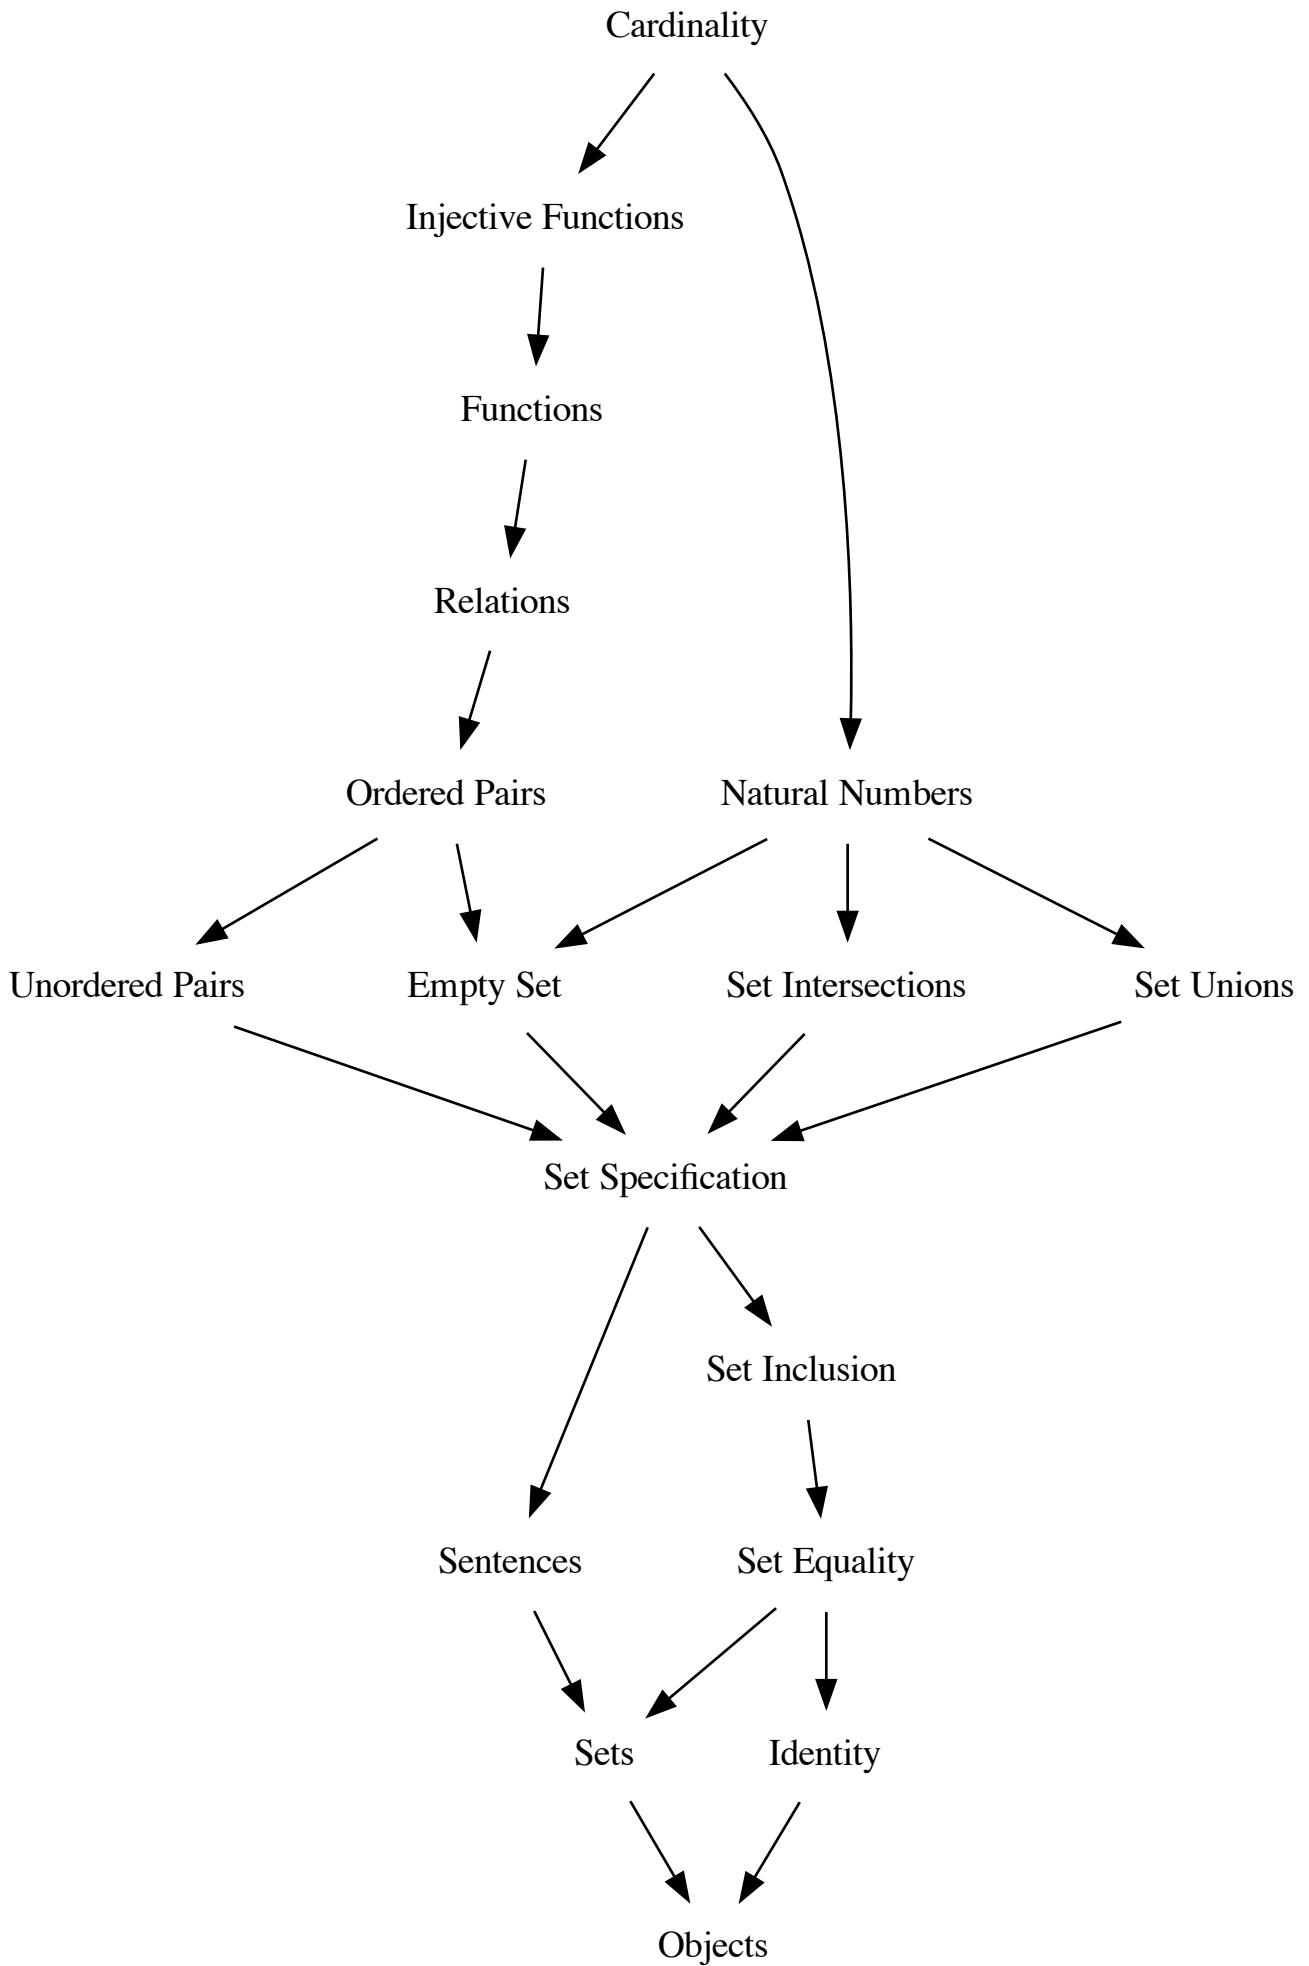 Cardinality
Injective Functions
Functions
Relations
Ordered Pairs
Natural Numbers
Unordered Pairs
Empty Set
Set Intersections
Set Unions
Set Specification
Set Inclusion
Sentences
Set Equality
Sets
Identity
Objects